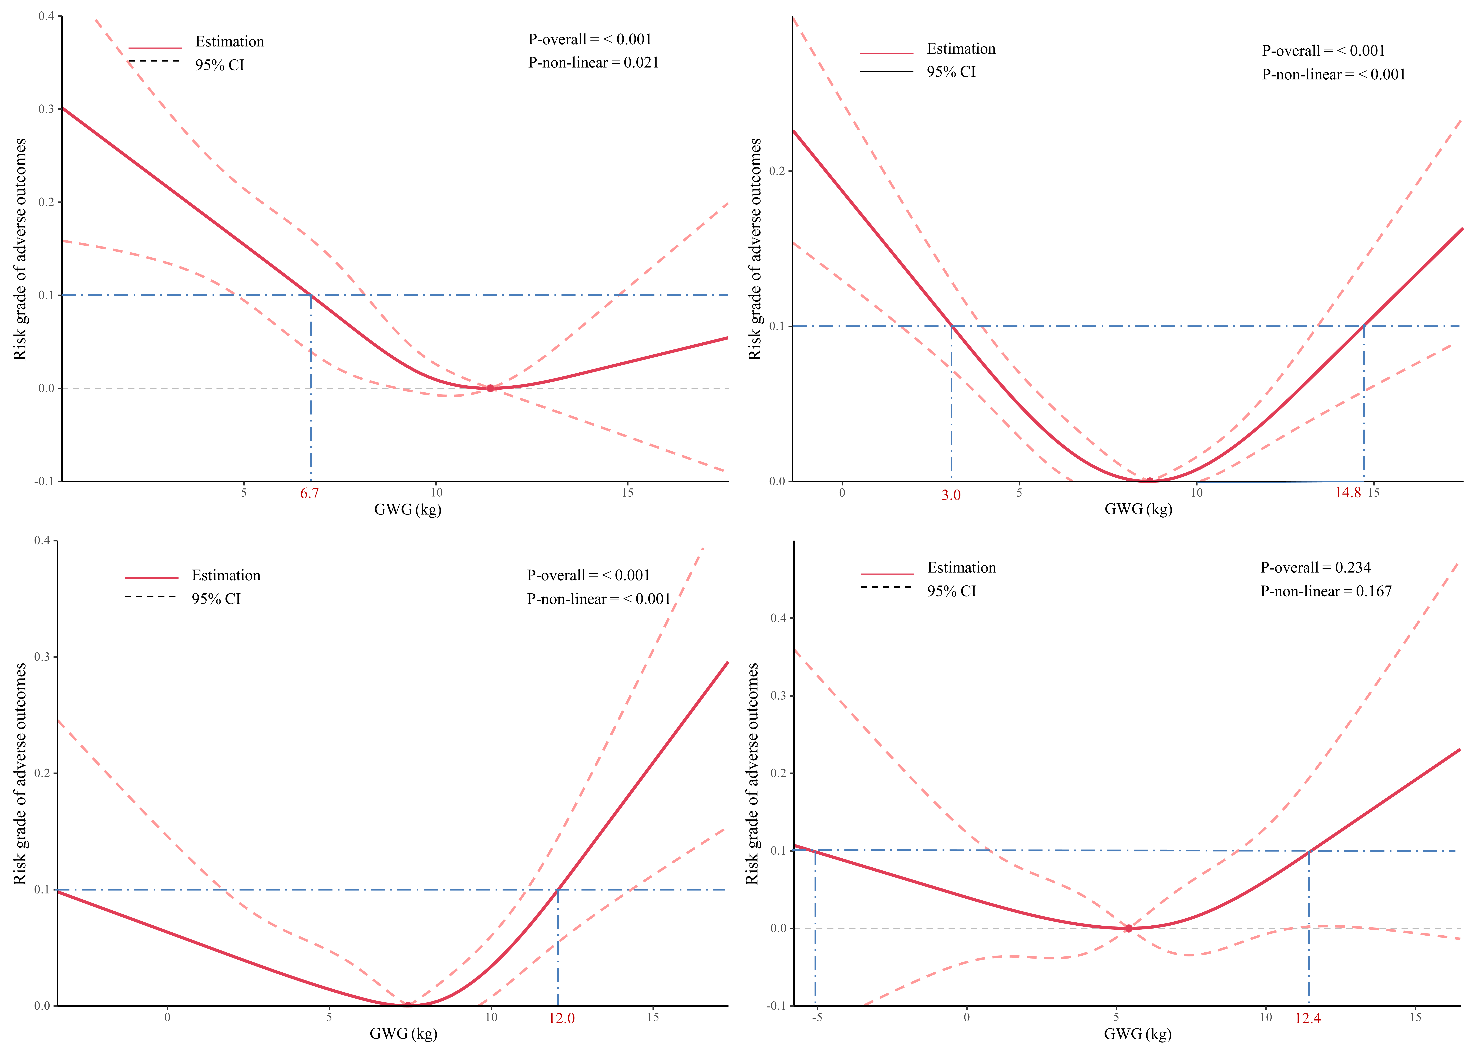 0.4
0.3
0.2
0.1
0.0
-0.1
Risk grade of adverse outcomes
Estimation
95% CI
P-overall = < 0.001
P-non-linear = 0.021
5
6.7
10
15
GWG (kg)
0.2
0.1
0.0
Risk grade of adverse outcomes
Estimation
95% CI
P-overall = < 0.001
P-non-linear = < 0.001
0
3.0
5
10
14.8
15
GWG (kg)
0.4
0.3
0.2
0.1
0.0
Risk grade of adverse outcomes
Estimation
95% CI
P-overall = < 0.001
P-non-linear = < 0.001
0
5
10
12.0
15
GWG (kg)
0.4
0.3
0.2
0.1
0.0
-0.1
Risk grade of adverse outcomes
Estimation
95% CI
P-overall = 0.234
P-non-linear = 0.167
-5
0
5
10
12.4
15
GWG (kg)